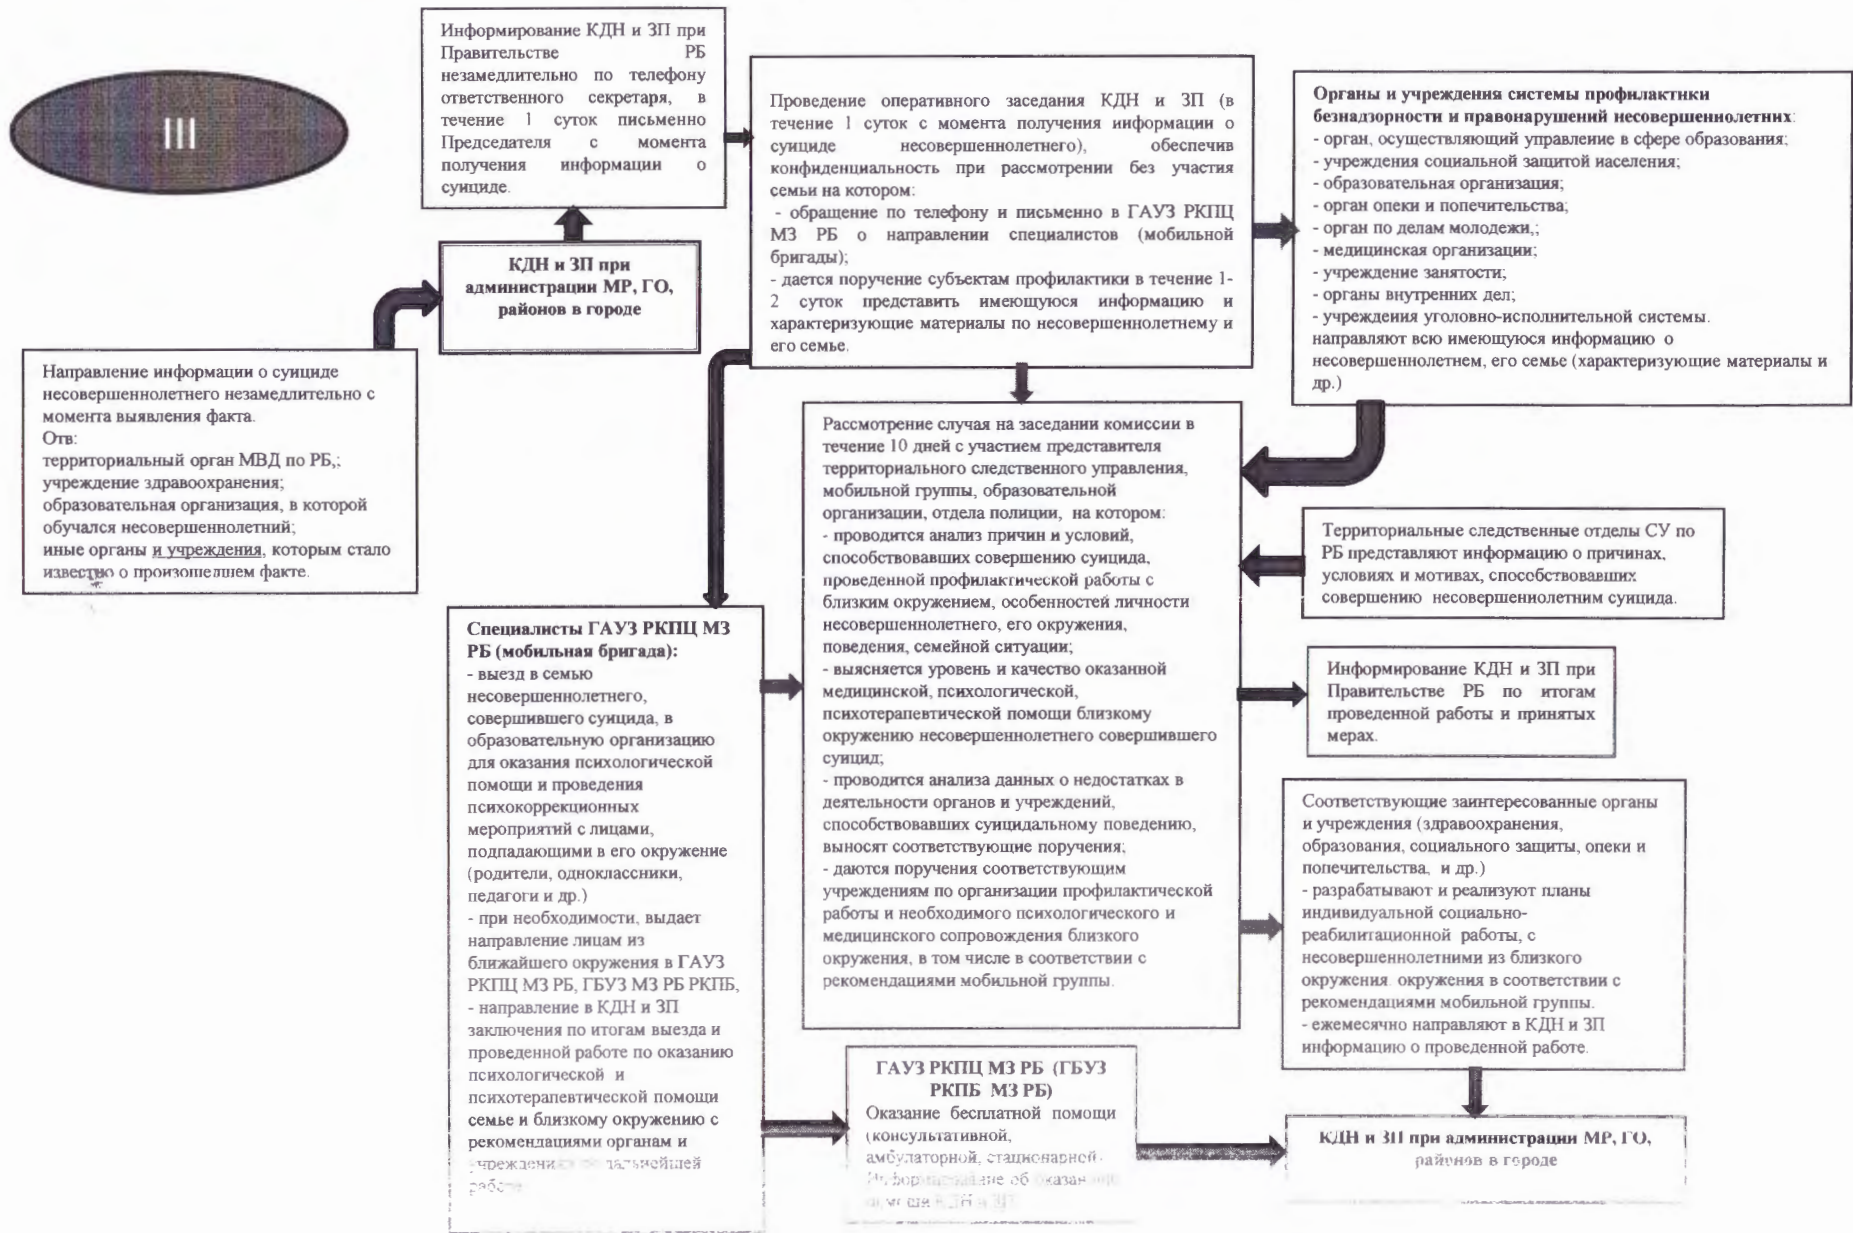 III
Информирование КДН и ЗП при
Правительстве РБ
незамедлительно по телефону
ответственного секретаря, в
течение 1 суток письменно
Председателя с момента
получения информации о
суициде.
КДН и ЗП при
администрации МР, ГО,
районов в городе
Направление информации о суициде
несовершеннолетнего незамедлительно с
момента выявления факта.
Отв:
территориальный орган МВД по РБ,;
учреждение здравоохранения;
образовательная организация, в которой
обучался несовершеннолетний;
иные органы и учреждения, которым стало
известно о произошедшем факте.
Проведение оперативного заседания КДН и ЗП (в
течение 1 суток с момента получения информации о
суициде несовершеннолетнего), обеспечив
конфиденциальность при рассмотрении без участия
семьи на котором:
- обращение по телефону и письменно в ГАУЗ РКПЦ
МЗ РБ о направлении специалистов (мобильной
бригады);
- дается поручение субъектам профилактики в течение 1-
2 суток представить имеющуюся информацию и
характеризующие материалы по несовершеннолетнему и
его семье.
Органы и учреждения системы профилактики
безнадзорности и правонарушений несовершеннолетних:
- орган, осуществляющий управление в сфере образования;
- учреждения социальной защитой населения;
- образовательная организация;
- орган опеки и попечительства;
- орган по делам молодежи,;
- медицинская организации;
- учреждение занятости;
- органы внутренних дел;
- учреждения уголовно-исполнительной системы.
направляют всю имеющуюся информацию о
несовершеннолетнем, его семье (характеризующие материалы и
др.)
Рассмотрение случая на заседании комиссии в
течение 10 дней с участием представителя
территориального следственного управления,
мобильной группы, образовательной
организации, отдела полиции, на котором:
- проводится анализ причин и условий,
способствовавших совершению суицида,
проведенной профилактической работы с
близким окружением, особенностей личности
несовершеннолетнего, его окружения,
поведения, семейной ситуации;
- выясняется уровень и качество оказанной
медицинской, психологической,
психотерапевтической помощи близкому
окружению несовершеннолетнего совершившего
суицид;
- проводится анализа данных о недостатках в
деятельности органов и учреждений,
способствовавших суицидальному поведению,
выносят соответствующие поручения;
- даются поручения соответствующим
учреждениям по организации профилактической
работы и необходимого психологического и
медицинского сопровождения близкого
окружения, в том числе в соответствии с
рекомендациями мобильной группы.
Территориальные следственные отделы СУ по
РБ представляют информацию о причинах,
условиях и мотивах, способствовавших
совершению несовершеннолетним суицида.
Информирование КДН и ЗП при
Правительстве РБ по итогам
проведенной работы и принятых
мерах.
Специалисты ГАУЗ РКПЦ МЗ
РБ (мобильная бригада):
- выезд в семью
несовершеннолетнего,
совершившего суицида, в
образовательную организацию
для оказания психологической
помощи и проведения
психокоррекционных
мероприятий с лицами,
подпадающими в его окружение
(родители, одноклассники,
педагоги и др.)
- при необходимости, выдает
направление лицам из
ближайшего окружения в ГАУЗ
РКПЦ МЗ РБ, ГБУЗ МЗ РБ РКПБ,
- направление в КДН и ЗП
заключения по итогам выезда и
проведенной работе по оказанию
психологической и
психотерапевтической помощи
семье и близкому окружению с
рекомендациями органам и
дальнейшей
Соответствующие заинтересованные органы
и учреждения (здравоохранения,
образования, социального защиты, опеки и
попечительства, и др.)
- разрабатывают и реализуют планы
индивидуальной социально-
реабилитационной работы, с
несовершеннолетними из близкого
окружения окружения в соответствии с
рекомендациями мобильной группы.
- ежемесячно направляют в КДН и ЗП
информацию о проведенной работе.
ГАУЗ РКПЦ МЗ РБ (ГБУЗ
РКПБ МЗ РБ)
Оказание бесплатной помощи
(консультативной,
амбулаторной, стационарной.
об
КДН и ЗП при администрации МР, ГО,
районов в городе